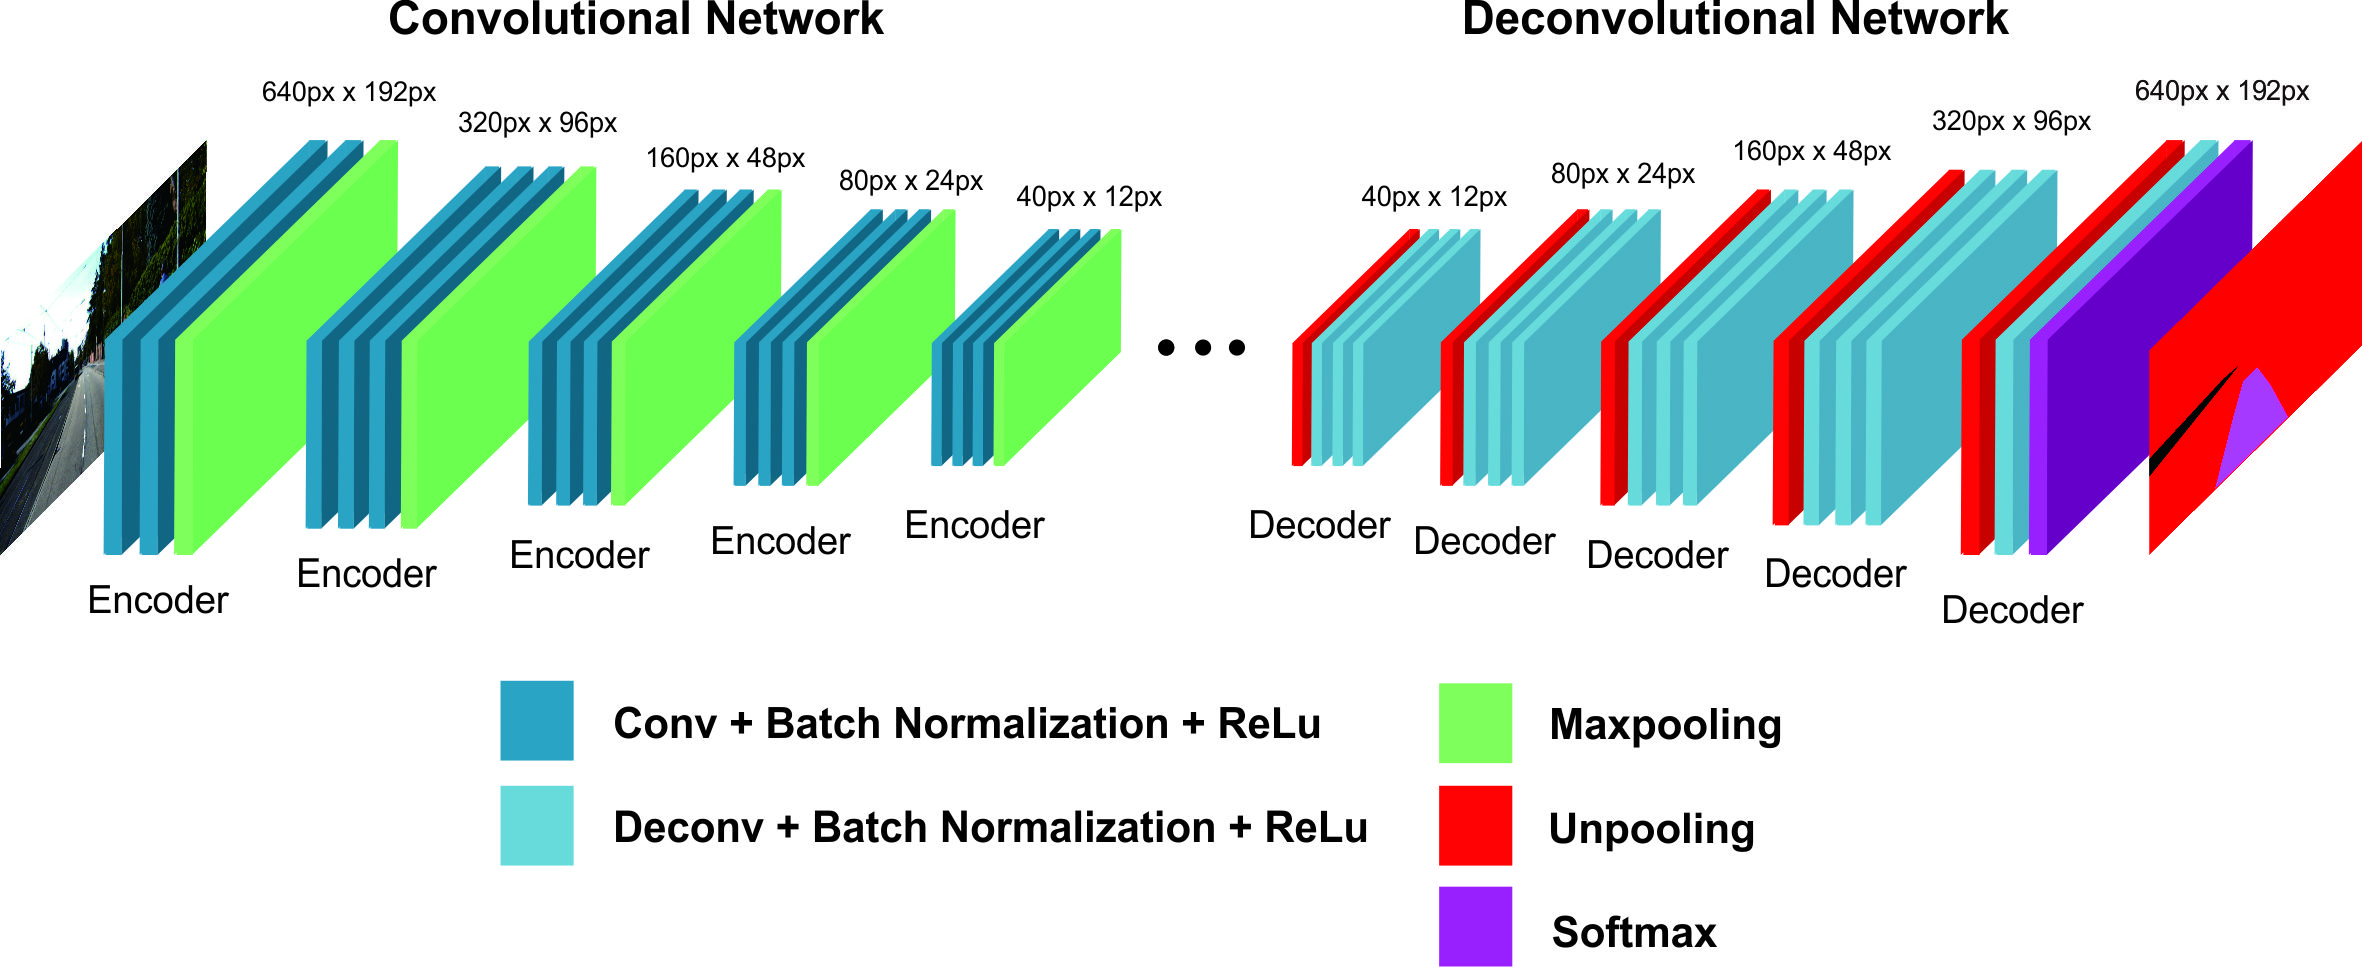 Convolutional Network
Deconvolutional Network
640px x 192px
320px x 96px
160px x 48px
80px x 24px
40px x 12px
40px x 12px
80px x 24px
160px x 48px
320px x 96px
640px x 192px
Encoder
Encoder
Encoder
Encoder
Encoder
Decoder
Decoder
Decoder
Decoder
Decoder
Conv + Batch Normalization + ReLu
Deconv + Batch Normalization + ReLu
Maxpooling
Unpooling
Softmax